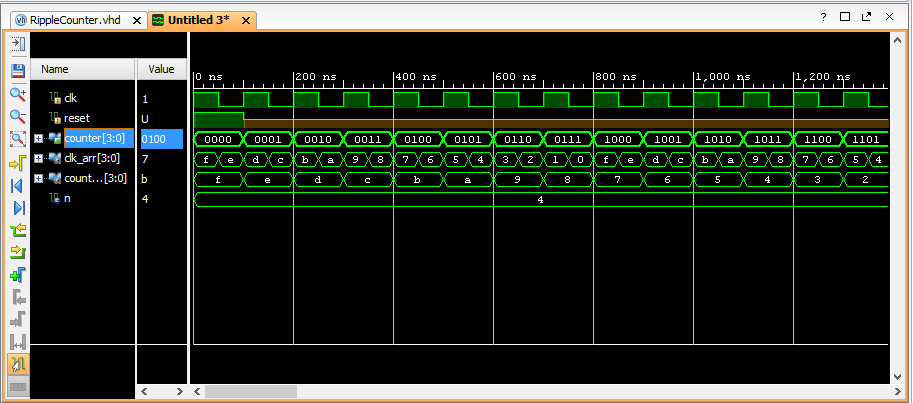 RippleCounter.vhd × Untitled 3* ×
?
Name Value
0 ns 200 ns 400 ns 600 ns 800 ns 1,000 ns 1,200 ns
clk 1
reset U
counter[3:0] 0100 0000 0001 0010 0011 0100 0101 0110 0111 1000 1001 1010 1011 1100 1101
clk_arr[3:0] 7 f e d c b a 9 8 7 6 5 4 3 2 1 0 f e d c b a 9 8 7 6 5 4
count...[3:0] b f e d c b a 9 8 7 6 5 4 3 2
n 4 4